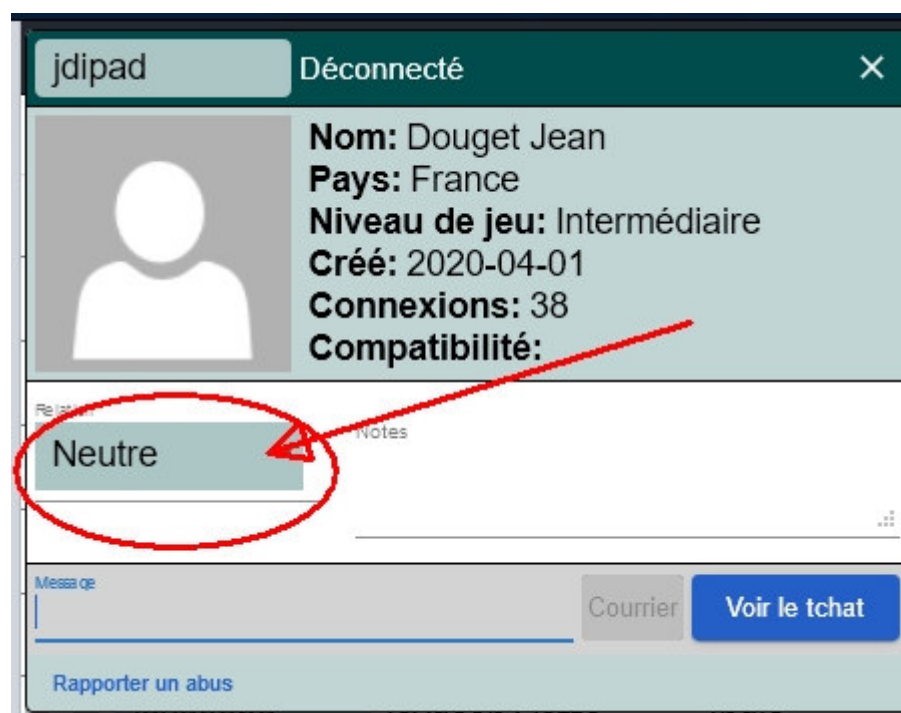 jdipad Déconnecté
Nom: Douget Jean
Pays: France
Niveau de jeu: Intermédiaire
Créé: 2020-04-01
Connexions: 38
Compatibilité:
Relation
Neutre
Notes
Message
Courrier Voir le tchat
Rapporter un abus